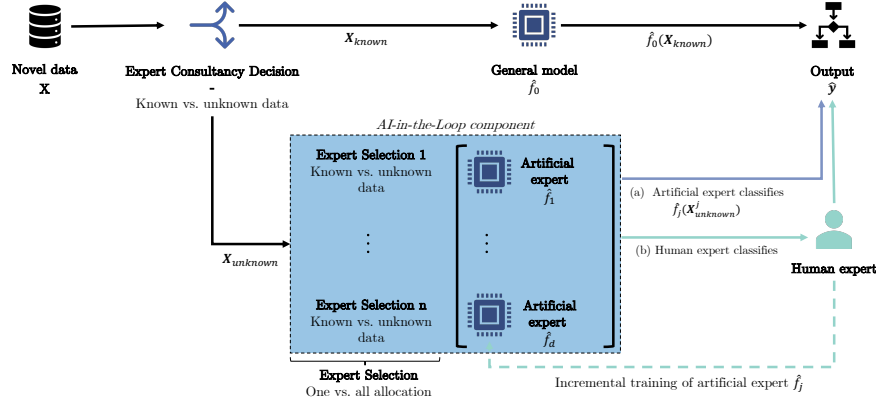 Novel data
X
Expert Consultancy Decision
-
Known vs. unknown data
X_known
General model
f̂_0
f̂_0(X_known)
Output
ŷ
AI-in-the-Loop component
X_unknown
Expert Selection 1
Known vs. unknown
data
Artificial
expert
f̂_1
⋮
⋮
Expert Selection n
Known vs. unknown
data
Artificial
expert
f̂_d
Expert Selection
One vs. all allocation
(a) Artificial expert classifies
f̂_j(X^j_unknown)
(b) Human expert classifies
Human expert
Incremental training of artificial expert f̂_j